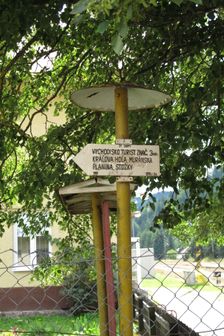 VÝCHODISKO TURIST. ZNAČ. 
KRÁĽOVA HOĽA, MURÁNSKA
PLANINA, STOŽKY